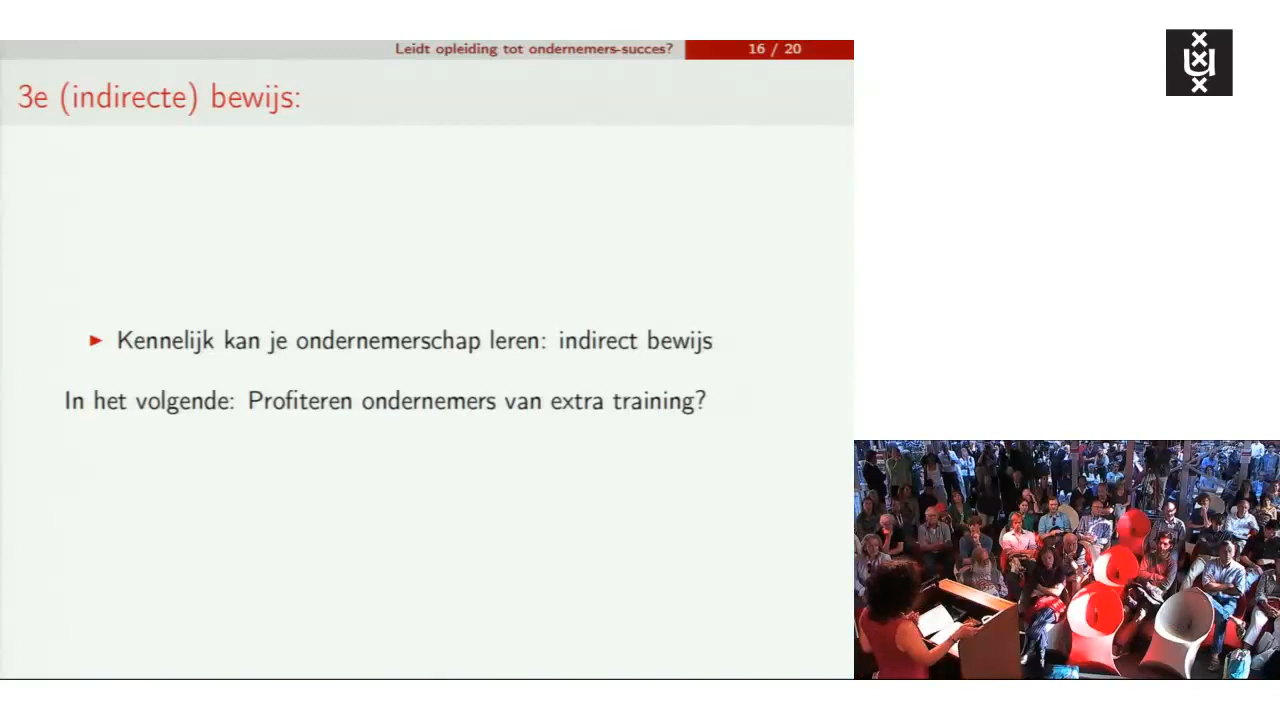 Leidt opleiding tot ondernemers-succes? 16 / 20
3e (indirecte) bewijs:
► Kennelijk kan je ondernemerschap leren: indirect bewijs
In het volgende: Profiteren ondernemers van extra training?